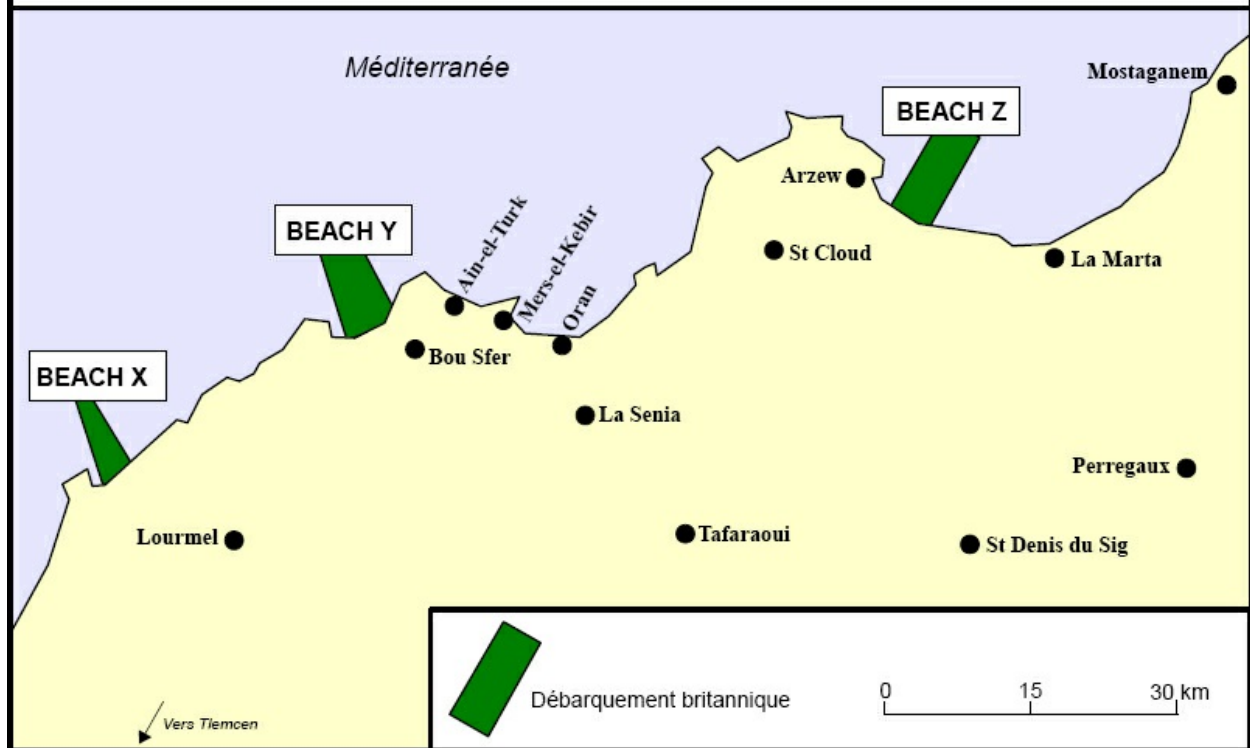 Méditerranée
Mostaganem
BEACH Z
Arzew
BEACH Y
Ain-el-Turk
Mers-el-Kebir
Oran
St Cloud
La Marta
Bou Sfer
BEACH X
La Senia
Perregaux
Lourmel
Tafaraoui
St Denis du Sig
Débarquement britannique
0 15 30 km
Vers Tlemcen